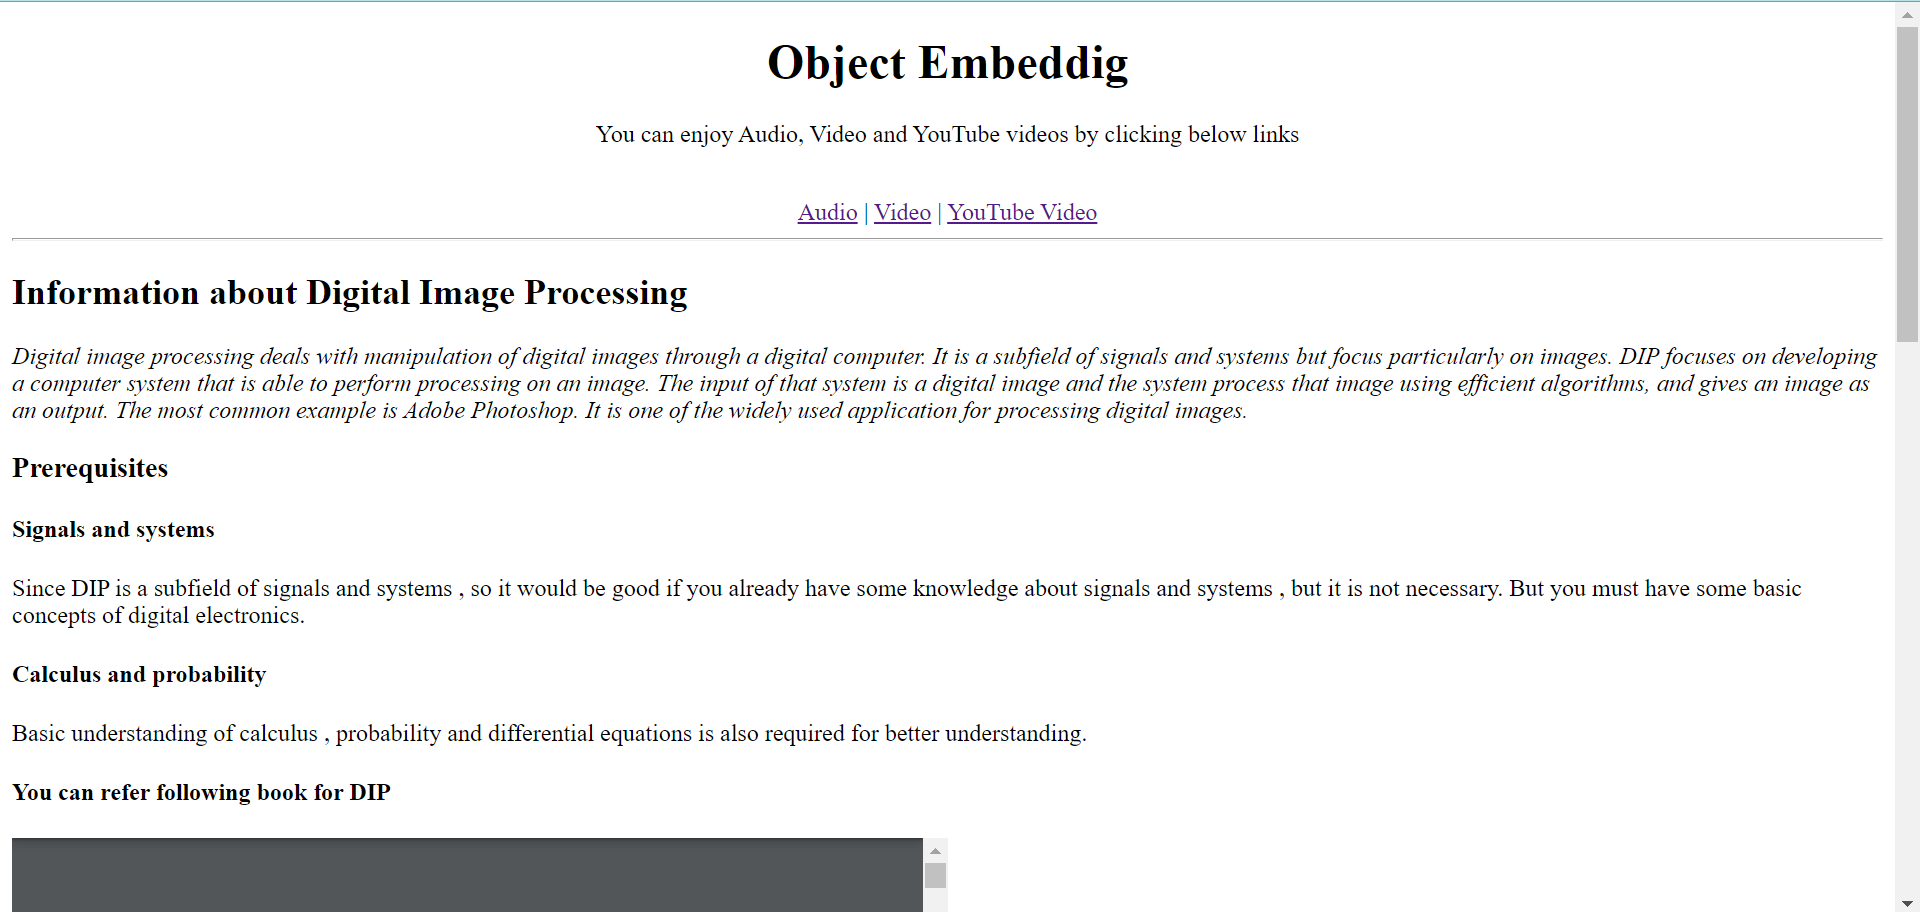 Object Embeddig
You can enjoy Audio, Video and YouTube videos by clicking below links
Audio | Video | YouTube Video
Information about Digital Image Processing
Digital image processing deals with manipulation of digital images through a digital computer. It is a subfield of signals and systems but focus particularly on images. DIP focuses on developing
a computer system that is able to perform processing on an image. The input of that system is a digital image and the system process that image using efficient algorithms, and gives an image as
an output. The most common example is Adobe Photoshop. It is one of the widely used application for processing digital images.
Prerequisites
Signals and systems
Since DIP is a subfield of signals and systems , so it would be good if you already have some knowledge about signals and systems , but it is not necessary. But you must have some basic
concepts of digital electronics.
Calculus and probability
Basic understanding of calculus , probability and differential equations is also required for better understanding.
You can refer following book for DIP